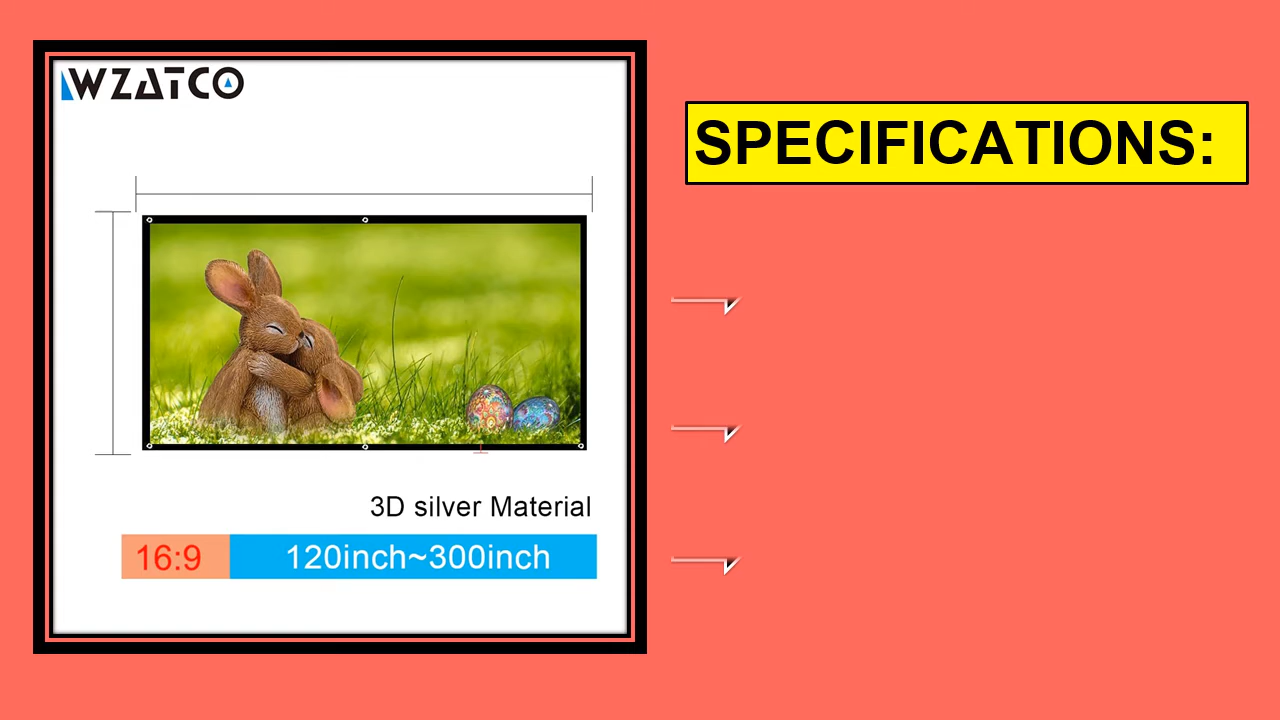 WZATCO
SPECIFICATIONS:
3D silver Material
16:9 120inch~300inch